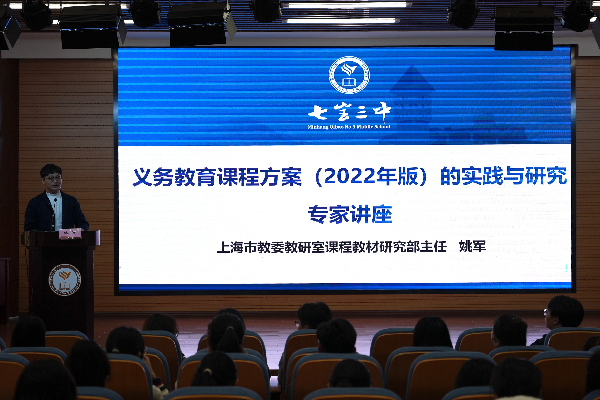 七宝三中
Minhang Qibao No.3 Middle School
义务教育课程方案（2022年版）的实践与研究
专家讲座
上海市教委教研室课程教材研究部主任 姚军